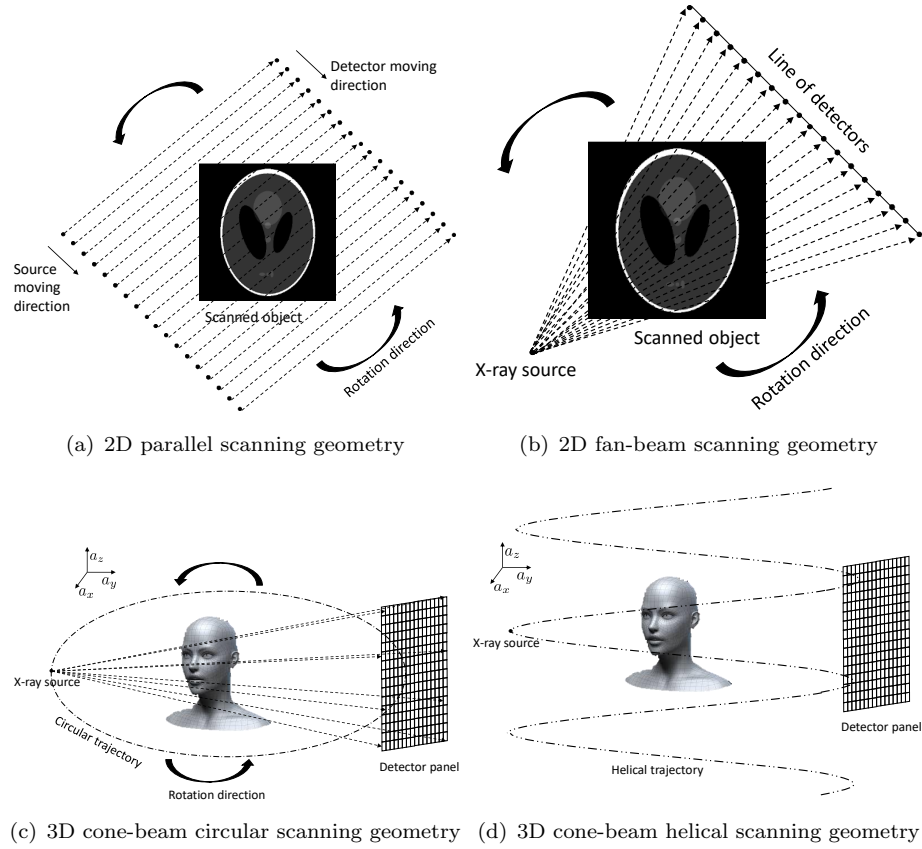 Detector moving
direction
Source
moving
direction
Scanned object
Rotation direction
(a) 2D parallel scanning geometry
Line of detectors
Scanned object
X-ray source
Rotation direction
(b) 2D fan-beam scanning geometry
a_z
a_y
a_x
X-ray source
Circular trajectory
Rotation direction
Detector panel
(c) 3D cone-beam circular scanning geometry
a_z
a_y
a_x
X-ray source
Detector panel
Helical trajectory
(d) 3D cone-beam helical scanning geometry